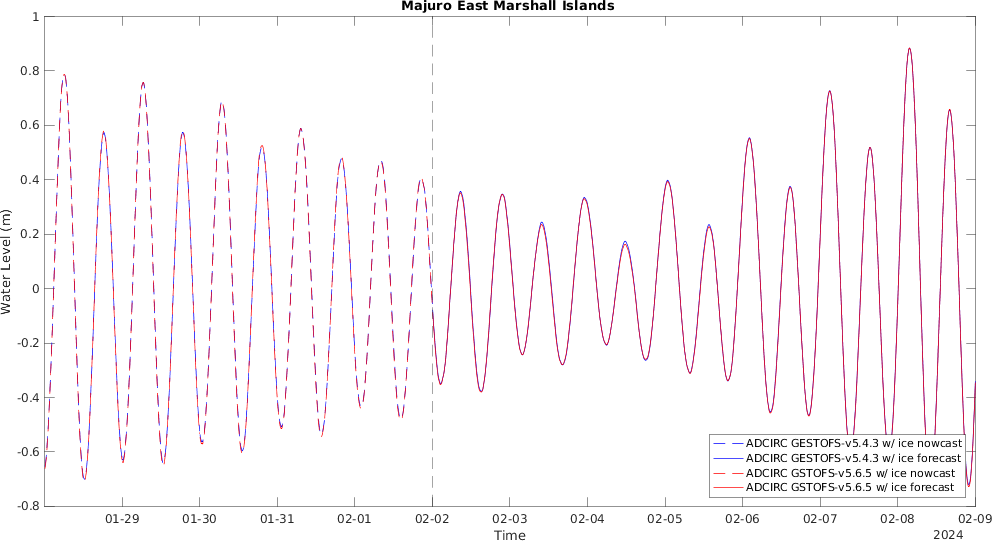 Majuro East Marshall Islands
1
0.8
0.6
0.4
0.2
0
-0.2
-0.4
-0.6
-0.8
Water Level (m)
ADCIRC GESTOFS-v5.4.3 w/ ice nowcast
ADCIRC GESTOFS-v5.4.3 w/ ice forecast
ADCIRC GSTOFS-v5.6.5 w/ ice nowcast
ADCIRC GSTOFS-v5.6.5 w/ ice forecast
01-29 01-30 01-31 02-01 02-02 02-03 02-04 02-05 02-06 02-07 02-08 02-09
Time
2024